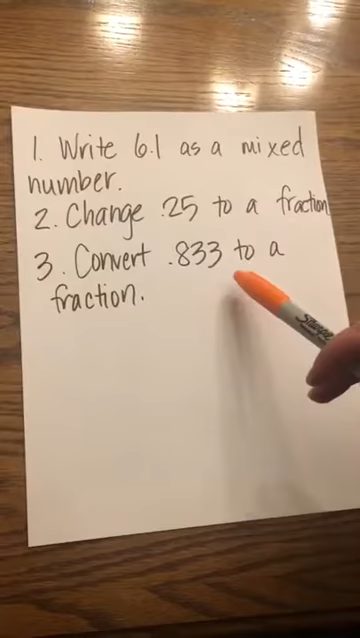 1. Write 6.1 as a mixed
number.
2. Change .25 to a fraction
3. Convert .833 to a
fraction.
Sharpie